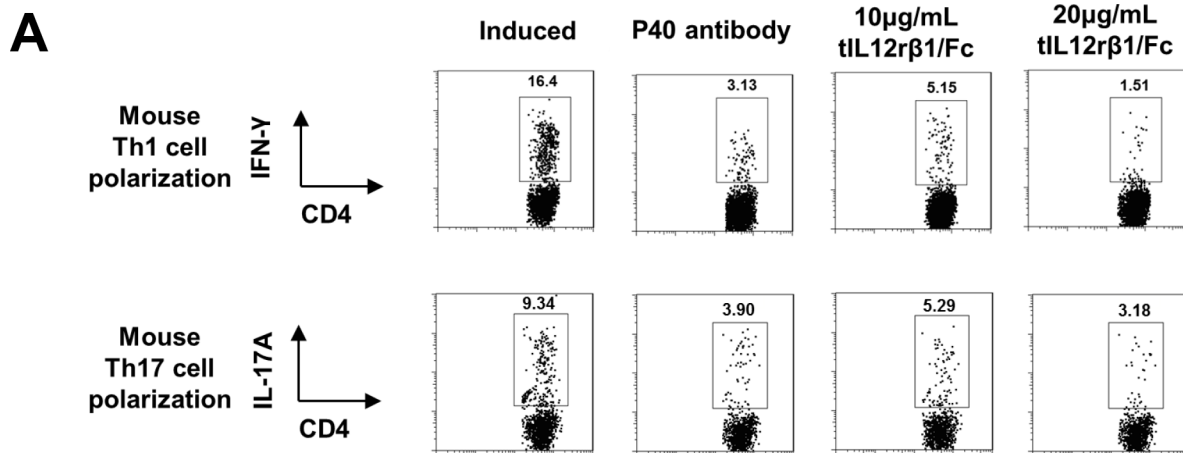 A
Induced
P40 antibody
10μg/mL
tIL12rβ1/Fc
20μg/mL
tIL12rβ1/Fc
Mouse
Th1 cell
polarization
IFN-γ
CD4
16.4
3.13
5.15
1.51
Mouse
Th17 cell
polarization
IL-17A
CD4
9.34
3.90
5.29
3.18